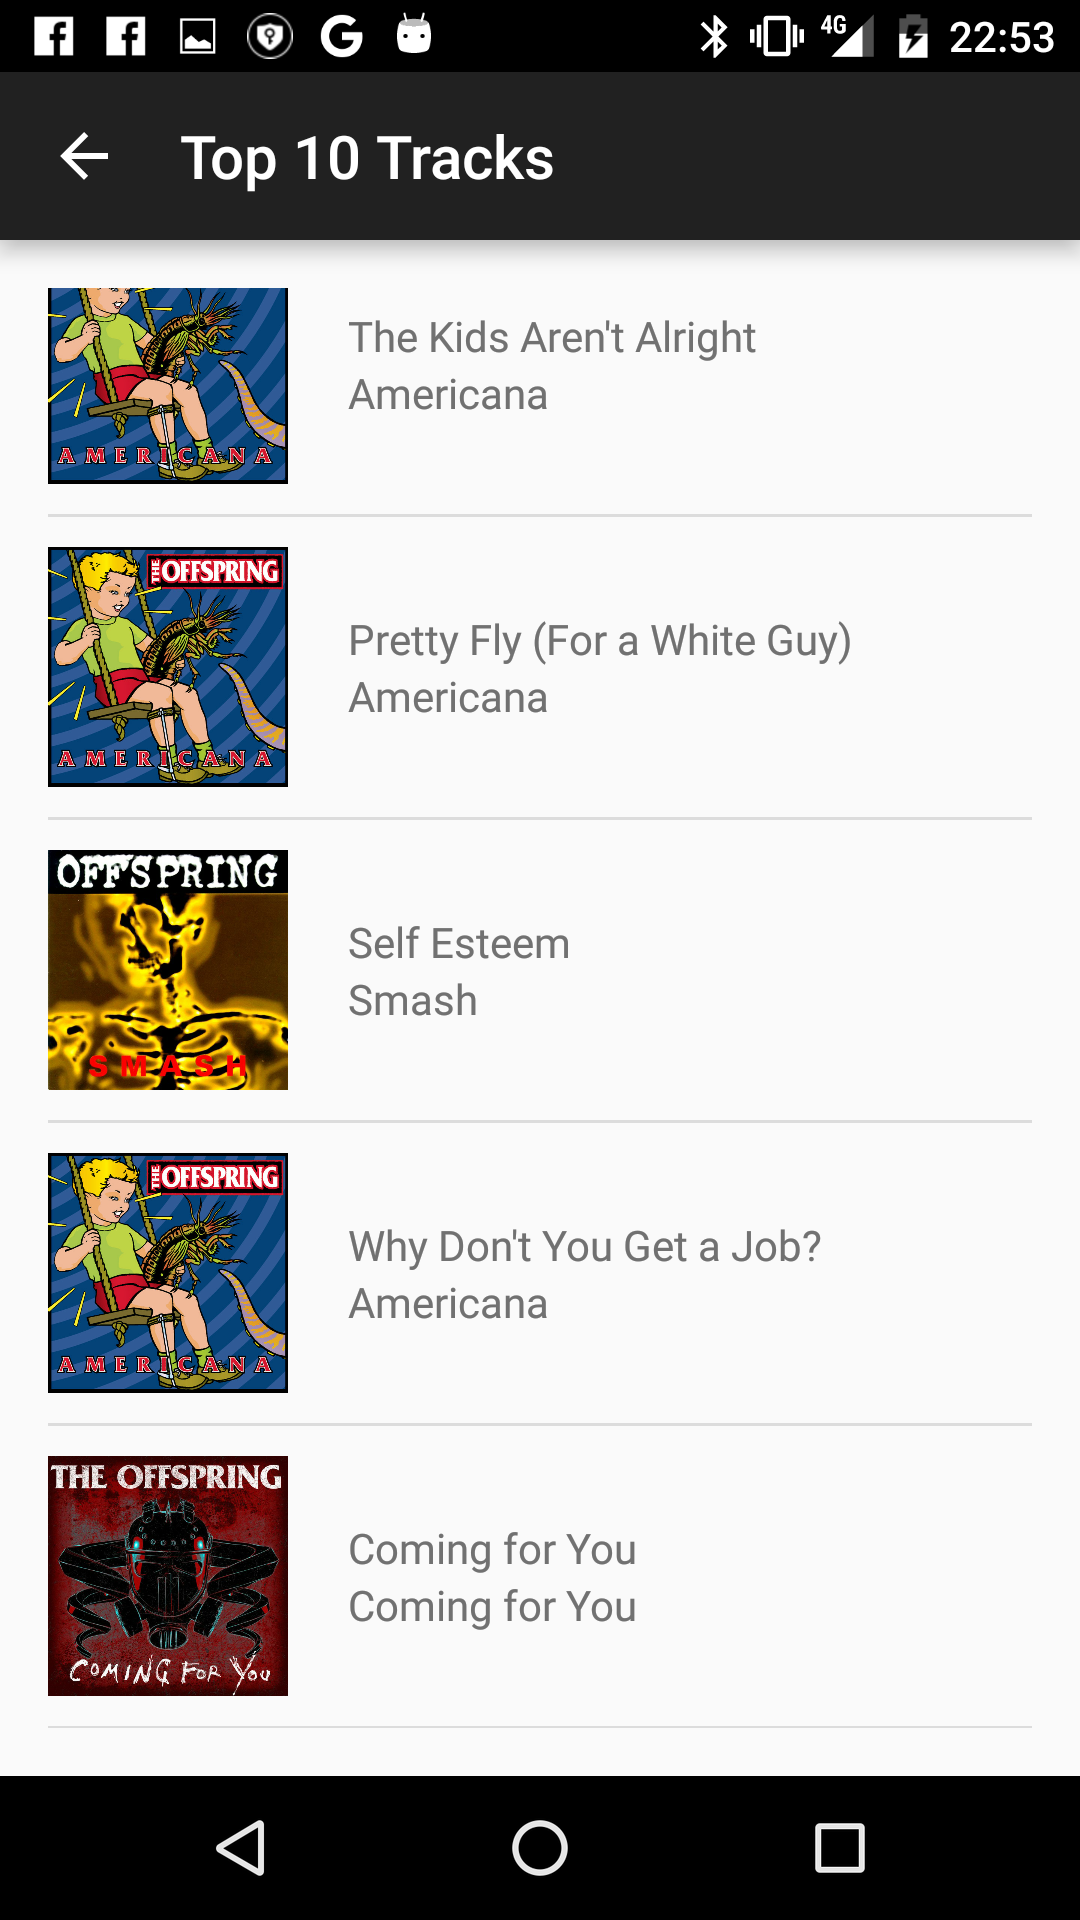 4G 22:53
Top 10 Tracks
AMERICANA
The Kids Aren't Alright
Americana
THE OFFSPRING
AMERICANA
Pretty Fly (For a White Guy)
Americana
OFFSPRING
SMASH
Self Esteem
Smash
THE OFFSPRING
AMERICANA
Why Don't You Get a Job?
Americana
THE OFFSPRING
COMING FOR YOU
Coming for You
Coming for You